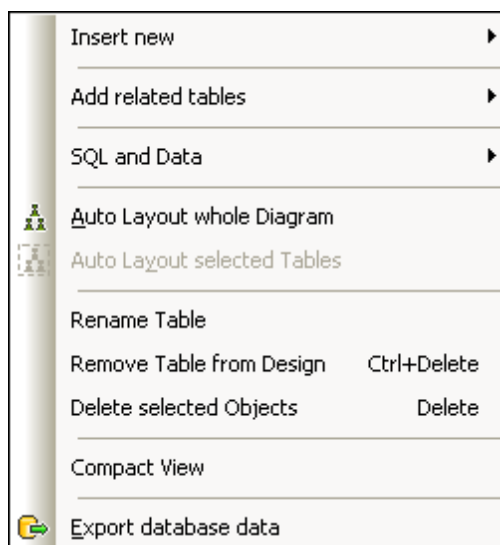 Insert new
Add related tables
SQL and Data
Auto Layout whole Diagram
Auto Layout selected Tables
Rename Table
Remove Table from Design Ctrl+Delete
Delete selected Objects Delete
Compact View
Export database data